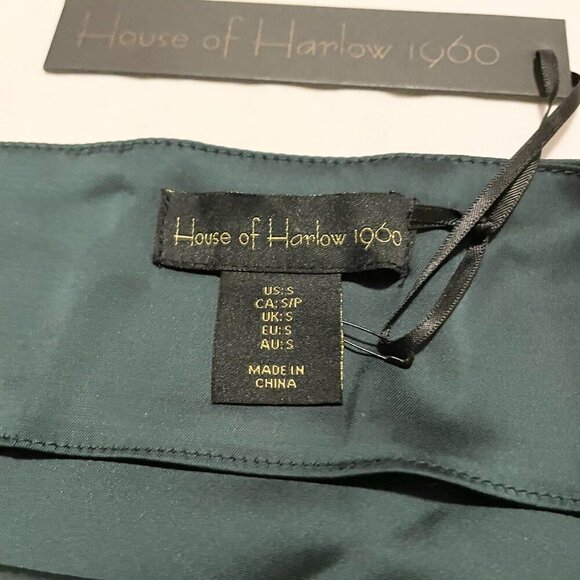 House of Harlow 1960
House of Harlow 1960
US: S
CA: S/P
UK: S
EU: S
AU: S
MADE IN
CHINA